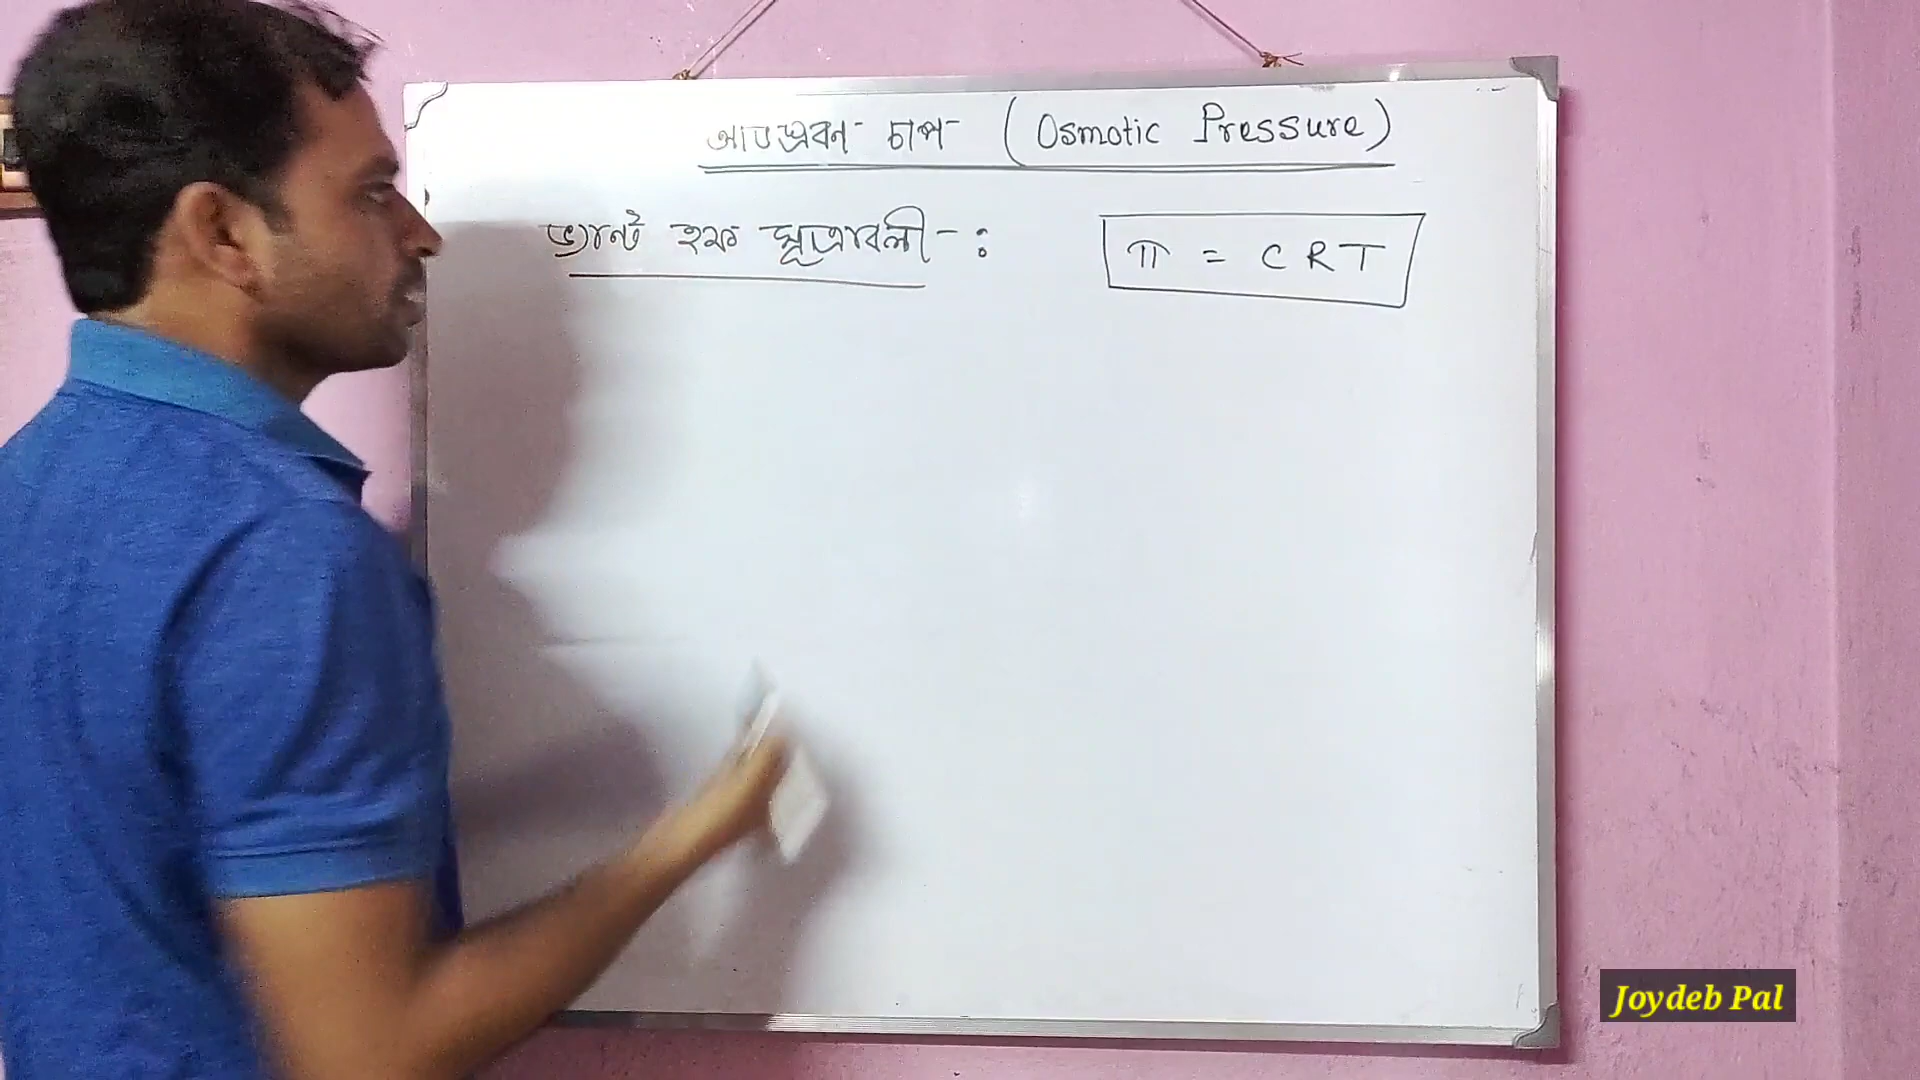 অভিস্রবণ চাপ (Osmotic Pressure)
ভ্যান্ট হফ সূত্রাবলী -:
π = CRT
Joydeb Pal